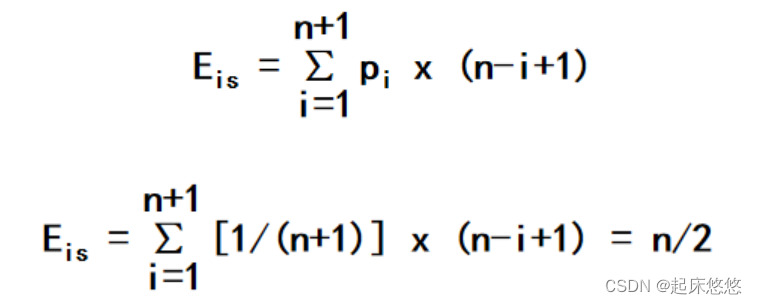 n+1
E_is = Σ p_i x (n-i+1)
i=1
n+1
E_is = Σ [1/(n+1)] x (n-i+1) = n/2
i=1
CSDN @起床悠悠